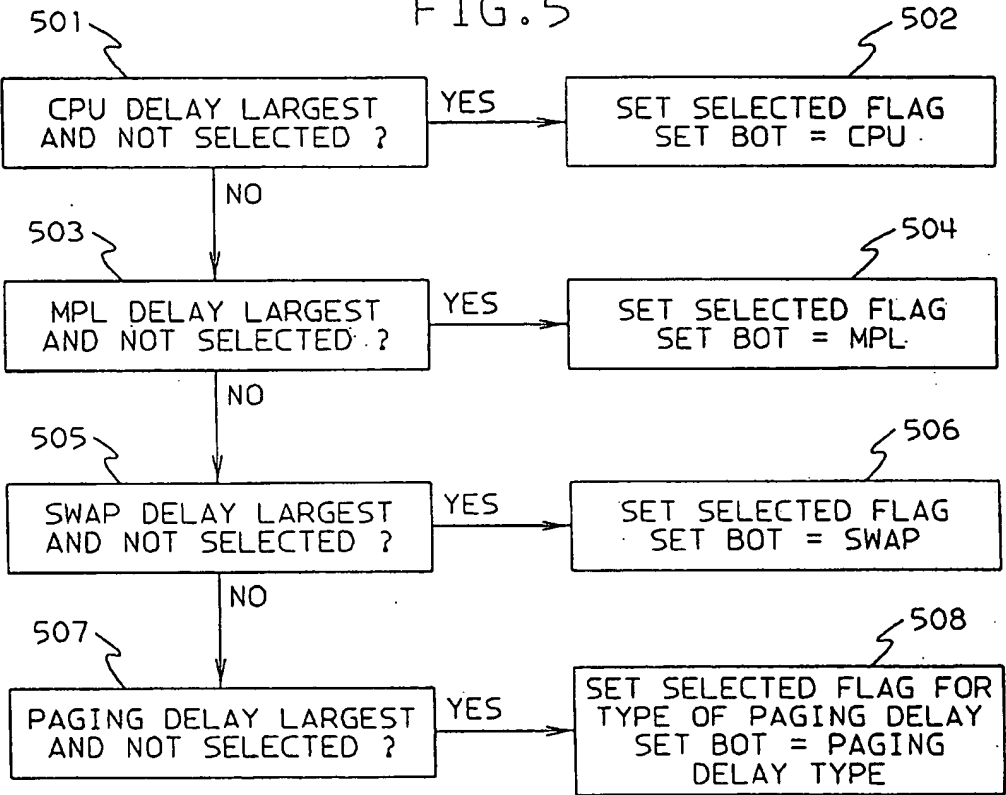 FIG.5
501
502
CPU DELAY LARGEST
AND NOT SELECTED ?
YES
SET SELECTED FLAG
SET BOT = CPU
NO
503
504
MPL DELAY LARGEST
AND NOT SELECTED ?
YES
SET SELECTED FLAG
SET BOT = MPL
NO
505
506
SWAP DELAY LARGEST
AND NOT SELECTED ?
YES
SET SELECTED FLAG
SET BOT = SWAP
NO
507
508
PAGING DELAY LARGEST
AND NOT SELECTED ?
YES
SET SELECTED FLAG FOR
TYPE OF PAGING DELAY
SET BOT = PAGING
DELAY TYPE